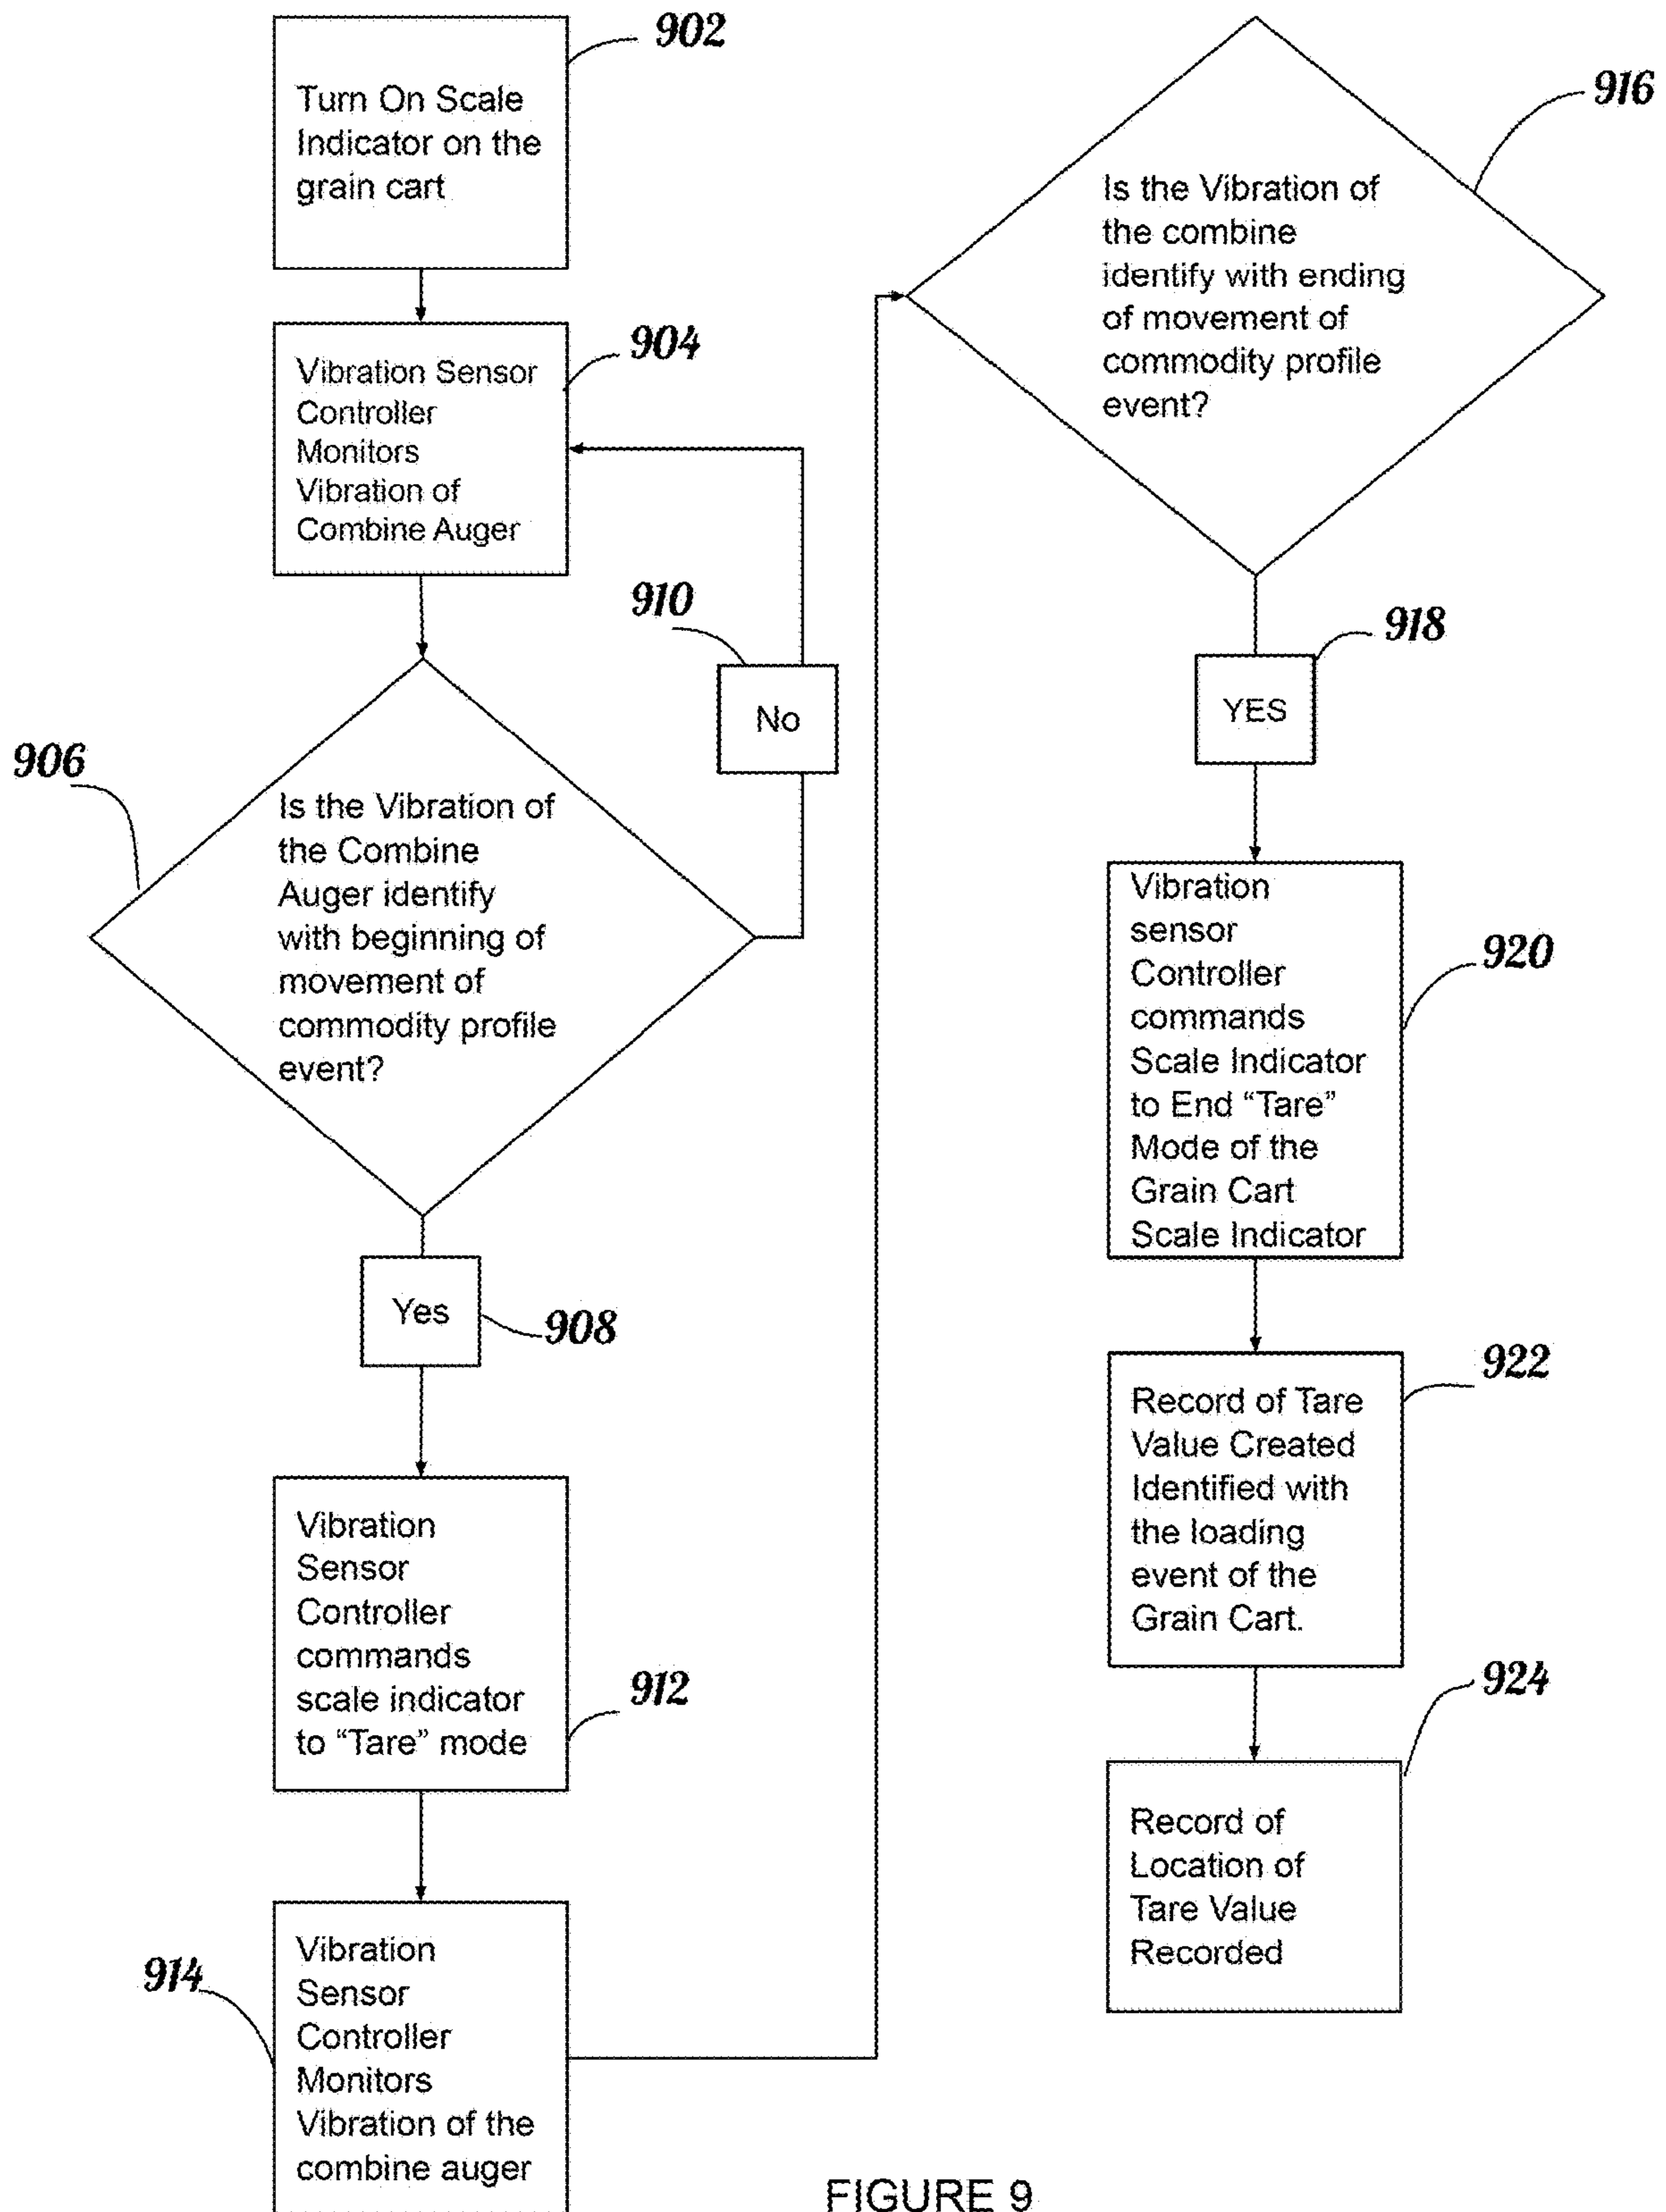 902
Turn On Scale
Indicator on the
grain cart
904
Vibration Sensor
Controller
Monitors
Vibration of
Combine Auger
910
No
906
Is the Vibration of
the Combine
Auger identify
with beginning of
movement of
commodity profile
event?
Yes
908
Vibration
Sensor
Controller
commands
scale indicator
to “Tare” mode
912
914
Vibration
Sensor
Controller
Monitors
Vibration of the
combine auger
916
Is the Vibration of
the combine
identify with ending
of movement of
commodity profile
event?
918
YES
Vibration
sensor
Controller
commands
Scale Indicator
to End “Tare”
Mode of the
Grain Cart
Scale Indicator
920
922
Record of Tare
Value Created
Identified with
the loading
event of the
Grain Cart.
924
Record of
Location of
Tare Value
Recorded
FIGURE 9